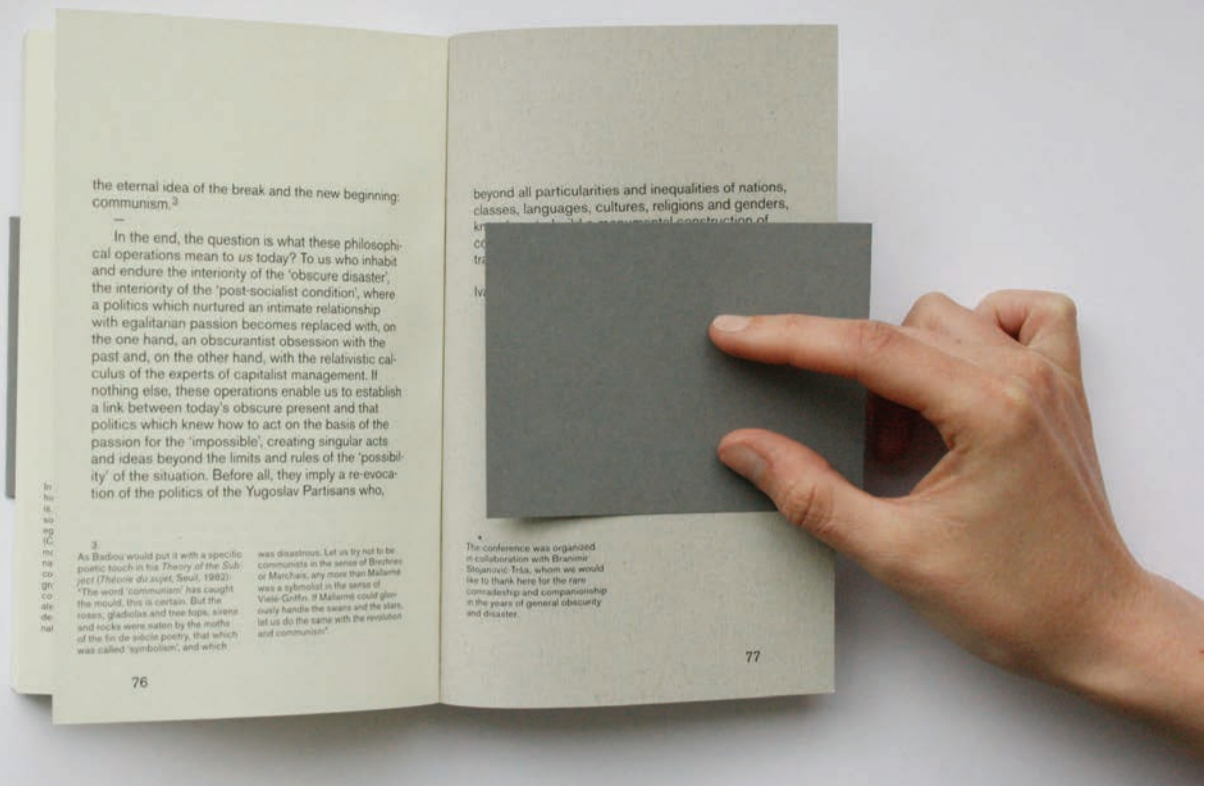 the eternal idea of the break and the new beginning:
communism.3
—
In the end, the question is what these philosophi-
cal operations mean to us today? To us who inhabit
and endure the interiority of the 'obscure disaster',
the interiority of the 'post-socialist condition', where
a politics which nurtured an intimate relationship
with egalitarian passion becomes replaced with, on
the one hand, an obscurantist obsession with the
past and, on the other hand, with the relativistic cal-
culus of the experts of capitalist management. If
nothing else, these operations enable us to establish
a link between today's obscure present and that
politics which knew how to act on the basis of the
passion for the 'impossible', creating singular acts
and ideas beyond the limits and rules of the 'possibil-
ity' of the situation. Before all, they imply a re-evoca-
tion of the politics of the Yugoslav Partisans who,
3.
As Badiou would put it with a specific
poetic touch in his Theory of the Sub-
ject (Théorie du sujet, Seuil, 1982):
"The word 'communism' has caught
the mould, this is certain. But the
roses, gladiolas and tree tops, sirens
and rocks were eaten by the moths
of the fin de siècle poetry, that which
was called 'symbolism', and which
was disastrous. Let us try not to be
communists in the sense of Brezhnev
or Marchais, any more than Mallarmé
was a symbolist in the sense of
Vielé-Griffin. If Mallarmé could glori-
ously handle the swans and the stars,
let us do the same with the revolution
and communism".
76
beyond all particularities and inequalities of nations,
classes, languages, cultures, religions and genders,
monumental construction of
*
The conference was organized
in collaboration with Branimir
Stojanović Trša, whom we would
like to thank here for the rare
comradeship and companionship
in the years of general obscurity
and disaster.
77